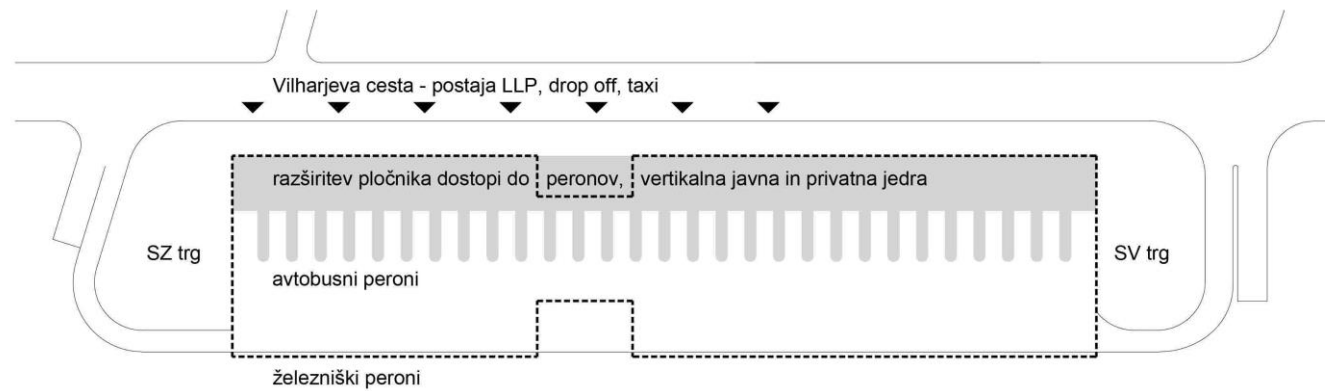 Vilharjeva cesta - postaja LLP, drop off, taxi
razširitev pločnika dostopi do peronov, vertikalna javna in privatna jedra
SZ trg
SV trg
avtobusni peroni
železniški peroni